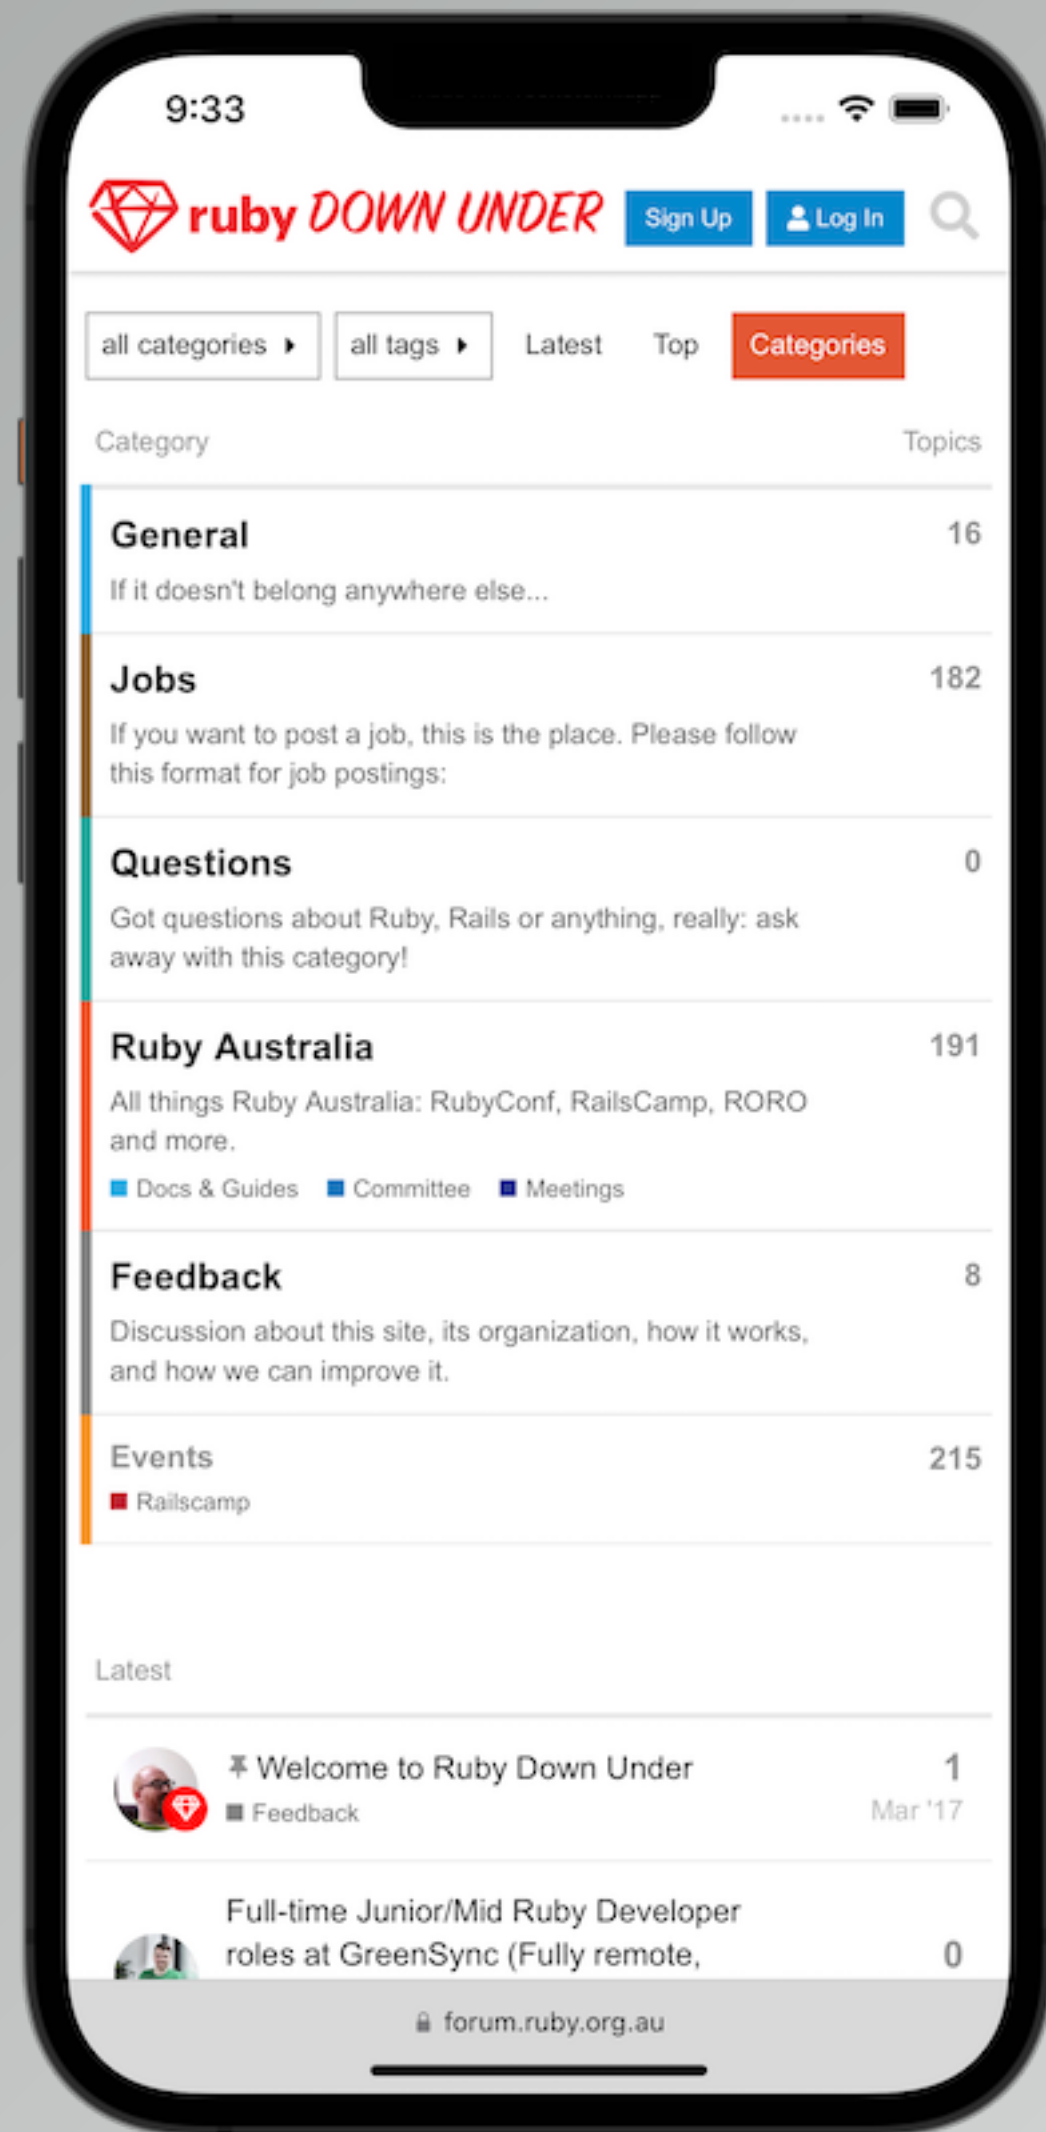 9:33
ruby DOWN UNDER Sign Up Log In
all categories all tags Latest Top Categories
Category Topics
General 16
If it doesn't belong anywhere else...
Jobs 182
If you want to post a job, this is the place. Please follow
this format for job postings:
Questions 0
Got questions about Ruby, Rails or anything, really: ask
away with this category!
Ruby Australia 191
All things Ruby Australia: RubyConf, RailsCamp, RORO
and more.
Docs & Guides Committee Meetings
Feedback 8
Discussion about this site, its organization, how it works,
and how we can improve it.
Events 215
Railscamp
Latest
Welcome to Ruby Down Under 1
Feedback Mar '17
Full-time Junior/Mid Ruby Developer
roles at GreenSync (Fully remote, 0
forum.ruby.org.au